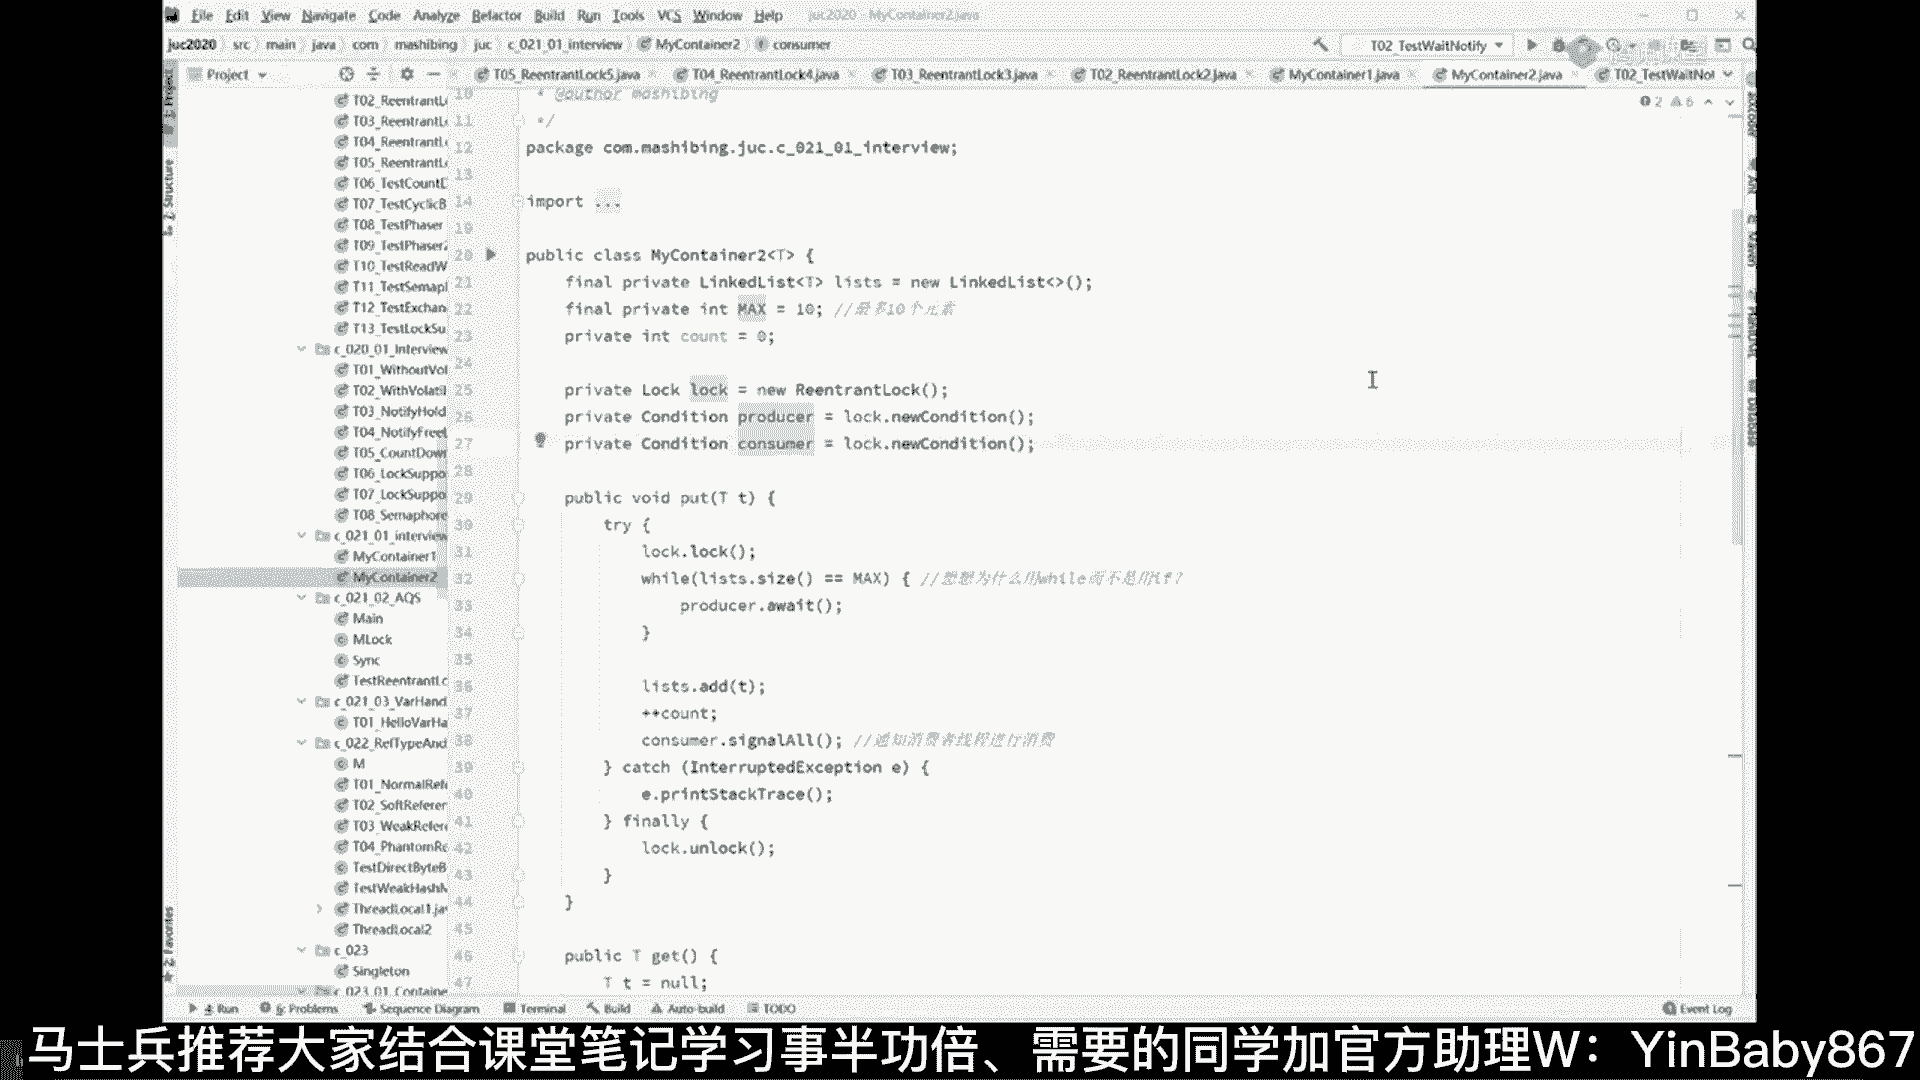 File Edit View Navigate Code Analyze Refactor Build Run Tools VCS Window Help juc2020 - MyContainer2.java
juc2020 src main java com mashibing juc c_021_01_interview MyContainer2 consumer T02_TestWaitNotify
Project
T05_ReentrantLock5.java T04_ReentrantLock4.java T03_ReentrantLock3.java T02_ReentrantLock2.java MyContainer1.java MyContainer2.java T02_TestWaitNot
1: Project
7: Structure
2: Favorites
T02_ReentrantL
T03_ReentrantL
T04_ReentrantL
T05_ReentrantL
T06_TestCountD
T07_TestCyclicB
T08_TestPhaser
T09_TestPhaser2
T10_TestReadW
T11_TestSemap
T12_TestExchan
T13_TestLockSu
c_020_01_Interview
T01_WithoutVol
T02_WithVolatil
T03_NotifyHold
T04_NotifyFreeL
T05_CountDown
T06_LockSuppo
T07_LockSuppo
T08_Semaphore
c_021_01_interview
MyContainer1
MyContainer2
c_021_02_AQS
Main
MLock
Sync
TestReentrantLo
c_021_03_VarHand
T01_HelloVarHa
c_022_RefTypeAnd
M
T01_NormalRefe
T02_SoftReferen
T03_WeakRefere
T04_PhantomRe
TestDirectByteB
TestWeakHashM
ThreadLocal1.ja
ThreadLocal2
c_023
Singleton
c_023_01_Containe
2 6
10 * @author mashibing
11 */
12 package com.mashibing.juc.c_021_01_interview;
13
14 import ...
19
20 public class MyContainer2<T> {
21 final private LinkedList<T> lists = new LinkedList<>();
22 final private int MAX = 10; //最多10个元素
23 private int count = 0;
24
25 private Lock lock = new ReentrantLock();
26 private Condition producer = lock.newCondition();
27 private Condition consumer = lock.newCondition();
28
29 public void put(T t) {
30 try {
31 lock.lock();
32 while(lists.size() == MAX) { //想想为什么用while而不是用if?
33 producer.await();
34 }
35
36 lists.add(t);
37 ++count;
38 consumer.signalAll(); //通知消费者线程进行消费
39 } catch (InterruptedException e) {
40 e.printStackTrace();
41 } finally {
42 lock.unlock();
43 }
44 }
45
46 public T get() {
47 T t = null;
4: Run 6: Problems Sequence Diagram Terminal Build Auto-build TODO Event Log
马士兵推荐大家结合课堂笔记学习事半功倍、需要的同学加官方助理W：YinBaby867